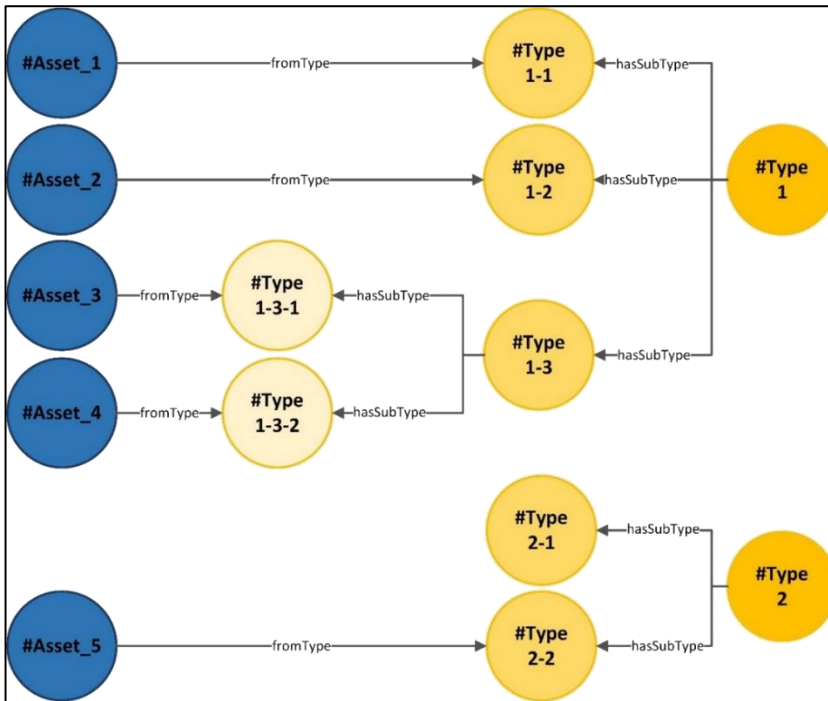 #Asset_1
fromType
#Type
1-1
hasSubType
#Asset_2
fromType
#Type
1-2
hasSubType
#Type
1
#Asset_3
fromType
#Type
1-3-1
hasSubType
#Type
1-3
hasSubType
#Asset_4
fromType
#Type
1-3-2
hasSubType
#Type
2-1
hasSubType
#Type
2
#Asset_5
fromType
#Type
2-2
hasSubType